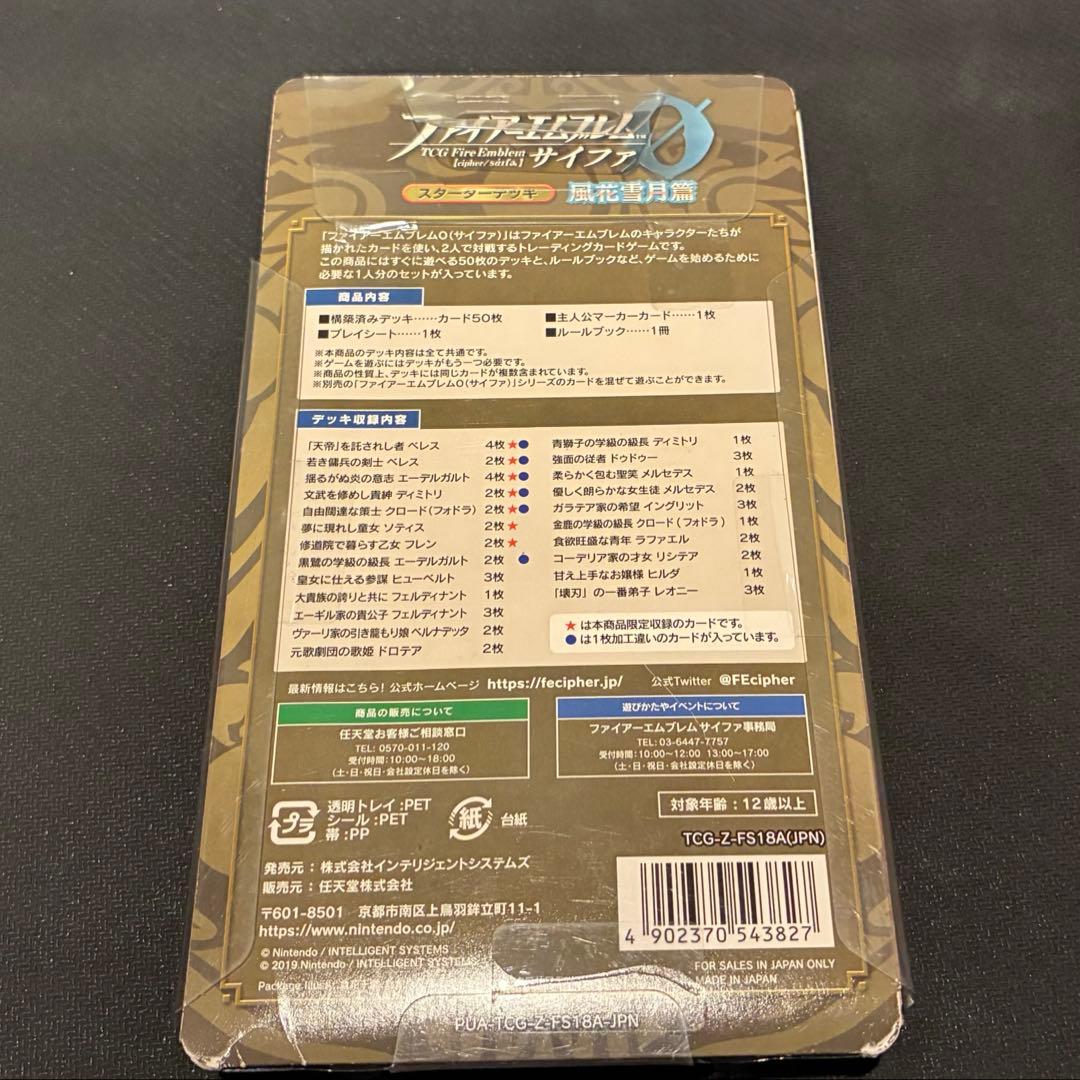 ファイアーエムブレム™ 0
TCG Fire Emblem
【cipher/sáifə】 サイファ
スターターデッキ 風花雪月篇
「ファイアーエムブレム0(サイファ)」はファイアーエムブレムのキャラクターたちが
描かれたカードを使い、2人で対戦するトレーディングカードゲームです。
この商品にはすぐに遊べる50枚のデッキと、ルールブックなど、ゲームを始めるために
必要な1人分のセットが入っています。
商品内容
■構築済みデッキ……カード50枚
■主人公マーカーカード……1枚
■プレイシート……1枚
■ルールブック……1冊
※本商品のデッキ内容は全て共通です。
※ゲームを遊ぶにはデッキがもう一つ必要です。
※商品の性質上、デッキには同じカードが複数含まれています。
※別売の「ファイアーエムブレム0(サイファ)」シリーズのカードを混ぜて遊ぶことができます。
デッキ収録内容
「天帝」を託されし者 ベレス 4枚★●
若き傭兵の剣士 ベレス 2枚★●
揺るがぬ炎の意志 エーデルガルト 4枚★●
文武を修めし貴紳 ディミトリ 2枚★●
自由闊達な策士 クロード(フォドラ) 2枚★●
夢に現れし童女 ソティス 2枚★
修道院で暮らす乙女 フレン 2枚★
黒鷲の学級の級長 エーデルガルト 2枚 ●
皇女に仕える参謀 ヒューベルト 3枚
大貴族の誇りと共に フェルディナント 1枚
エーギル家の貴公子 フェルディナント 3枚
ヴァーリ家の引き籠もり娘 ベルナデッタ 2枚
元歌劇団の歌姫 ドロテア 2枚
青獅子の学級の級長 ディミトリ 1枚
強面の従者 ドゥドゥー 3枚
柔らかく包む聖笑 メルセデス 1枚
優しく朗らかな女生徒 メルセデス 2枚
ガラテア家の希望 イングリット 3枚
金鹿の学級の級長 クロード(フォドラ) 1枚
食欲旺盛な青年 ラファエル 2枚
コーデリア家の才女 リシテア 2枚
甘え上手なお嬢様 ヒルダ 1枚
「壊刃」の一番弟子 レオニー 3枚
★は本商品限定収録のカードです。
●は1枚加工違いのカードが入っています。
最新情報はこちら! 公式ホームページ https://fecipher.jp/ 公式Twitter @FEcipher
商品の販売について
任天堂お客様ご相談窓口
TEL: 0570-011-120
受付時間:10:00~18:00
(土・日・祝日・会社設定休日を除く)
遊びかたやイベントについて
ファイアーエムブレム サイファ事務局
TEL: 03-6447-7757
受付時間:10:00~12:00 13:00~17:00
(土・日・祝日・会社設定休日を除く)
プラ
透明トレイ:PET
シール:PET
帯:PP
紙 台紙
対象年齢:12歳以上
TCG-Z-FS18A(JPN)
発売元:株式会社インテリジェントシステムズ
販売元:任天堂株式会社
〒601-8501 京都市南区上鳥羽鉾立町11-1
https://www.nintendo.co.jp/
4 902370 543827
© Nintendo / INTELLIGENT SYSTEMS
© 2019 Nintendo / INTELLIGENT SYSTEMS
Package
FOR SALES IN JAPAN ONLY
MADE IN JAPAN
PUA-TCG-Z-FS18A-JPN